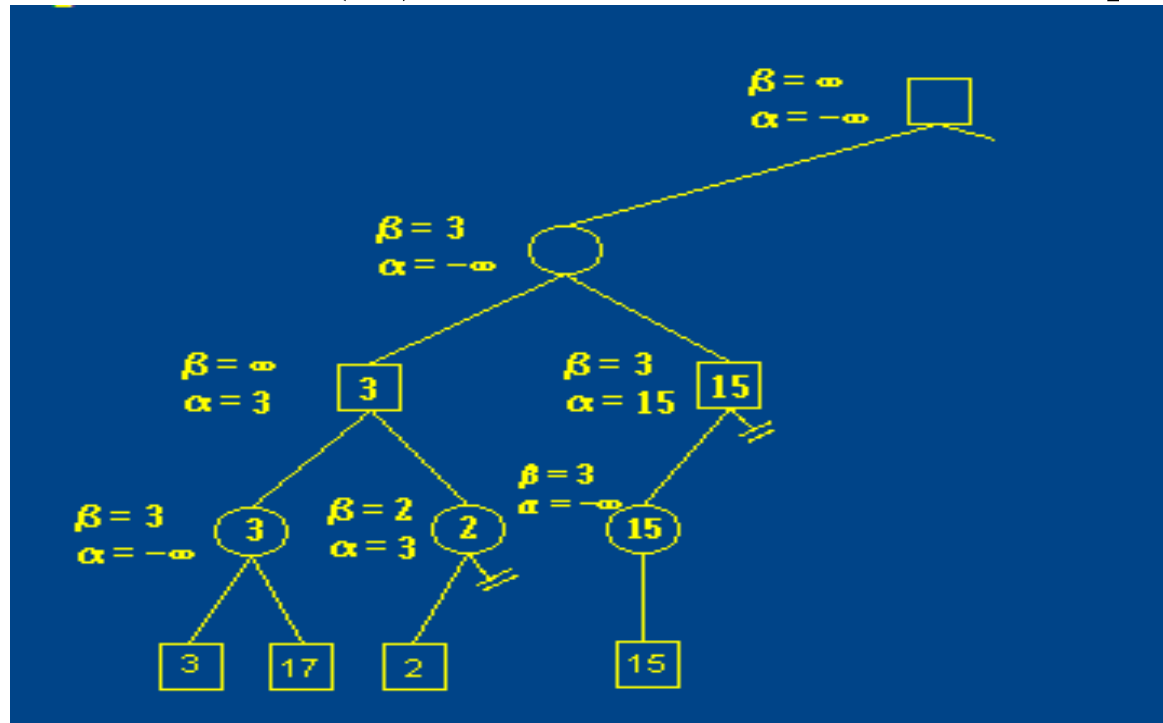 β = ∞
α = −∞
β = 3
α = −∞
β = ∞
α = 3
3
β = 3
α = 15
15
β = 3
α = −∞
3
β = 2
α = 3
2
β = 3
α = −∞
15
3
17
2
15